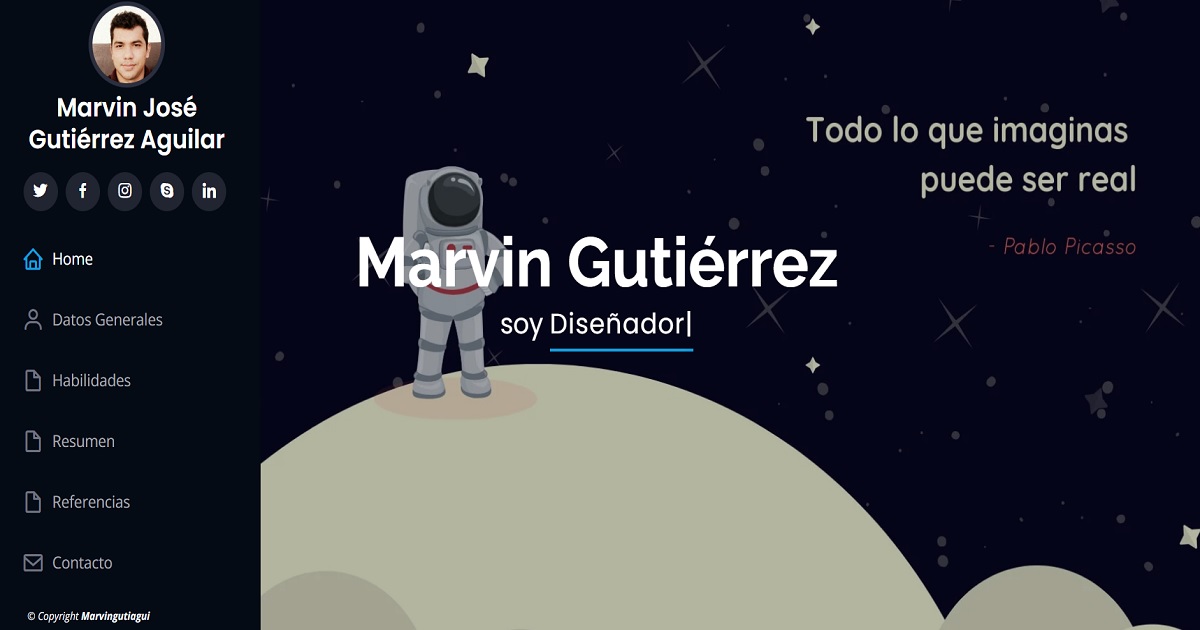 Marvin José
Gutiérrez Aguilar
Home
Datos Generales
Habilidades
Resumen
Referencias
Contacto
© Copyright Marvingutiagui
Todo lo que imaginas
puede ser real
- Pablo Picasso
Marvin Gutiérrez
soy Diseñador|